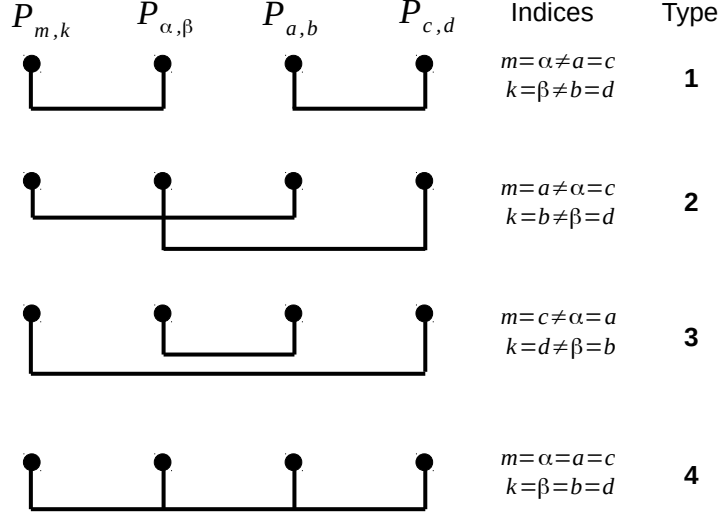 P_{m,k} P_{α,β} P_{a,b} P_{c,d} Indices Type
m=α≠a=c
k=β≠b=d
1
m=a≠α=c
k=b≠β=d
2
m=c≠α=a
k=d≠β=b
3
m=α=a=c
k=β=b=d
4